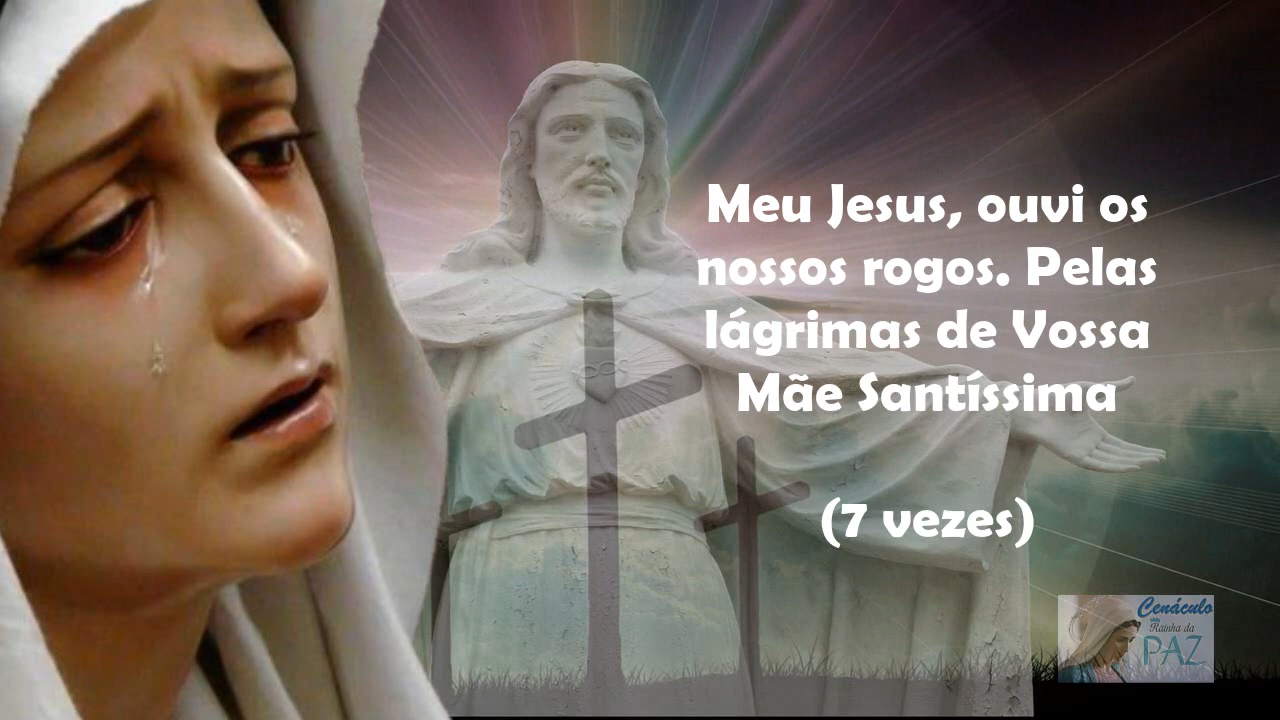 Meu Jesus, ouvi os
nossos rogos. Pelas
lágrimas de Vossa
Mãe Santíssima
(7 vezes)
Cenáculo
Rainha da
PAZ